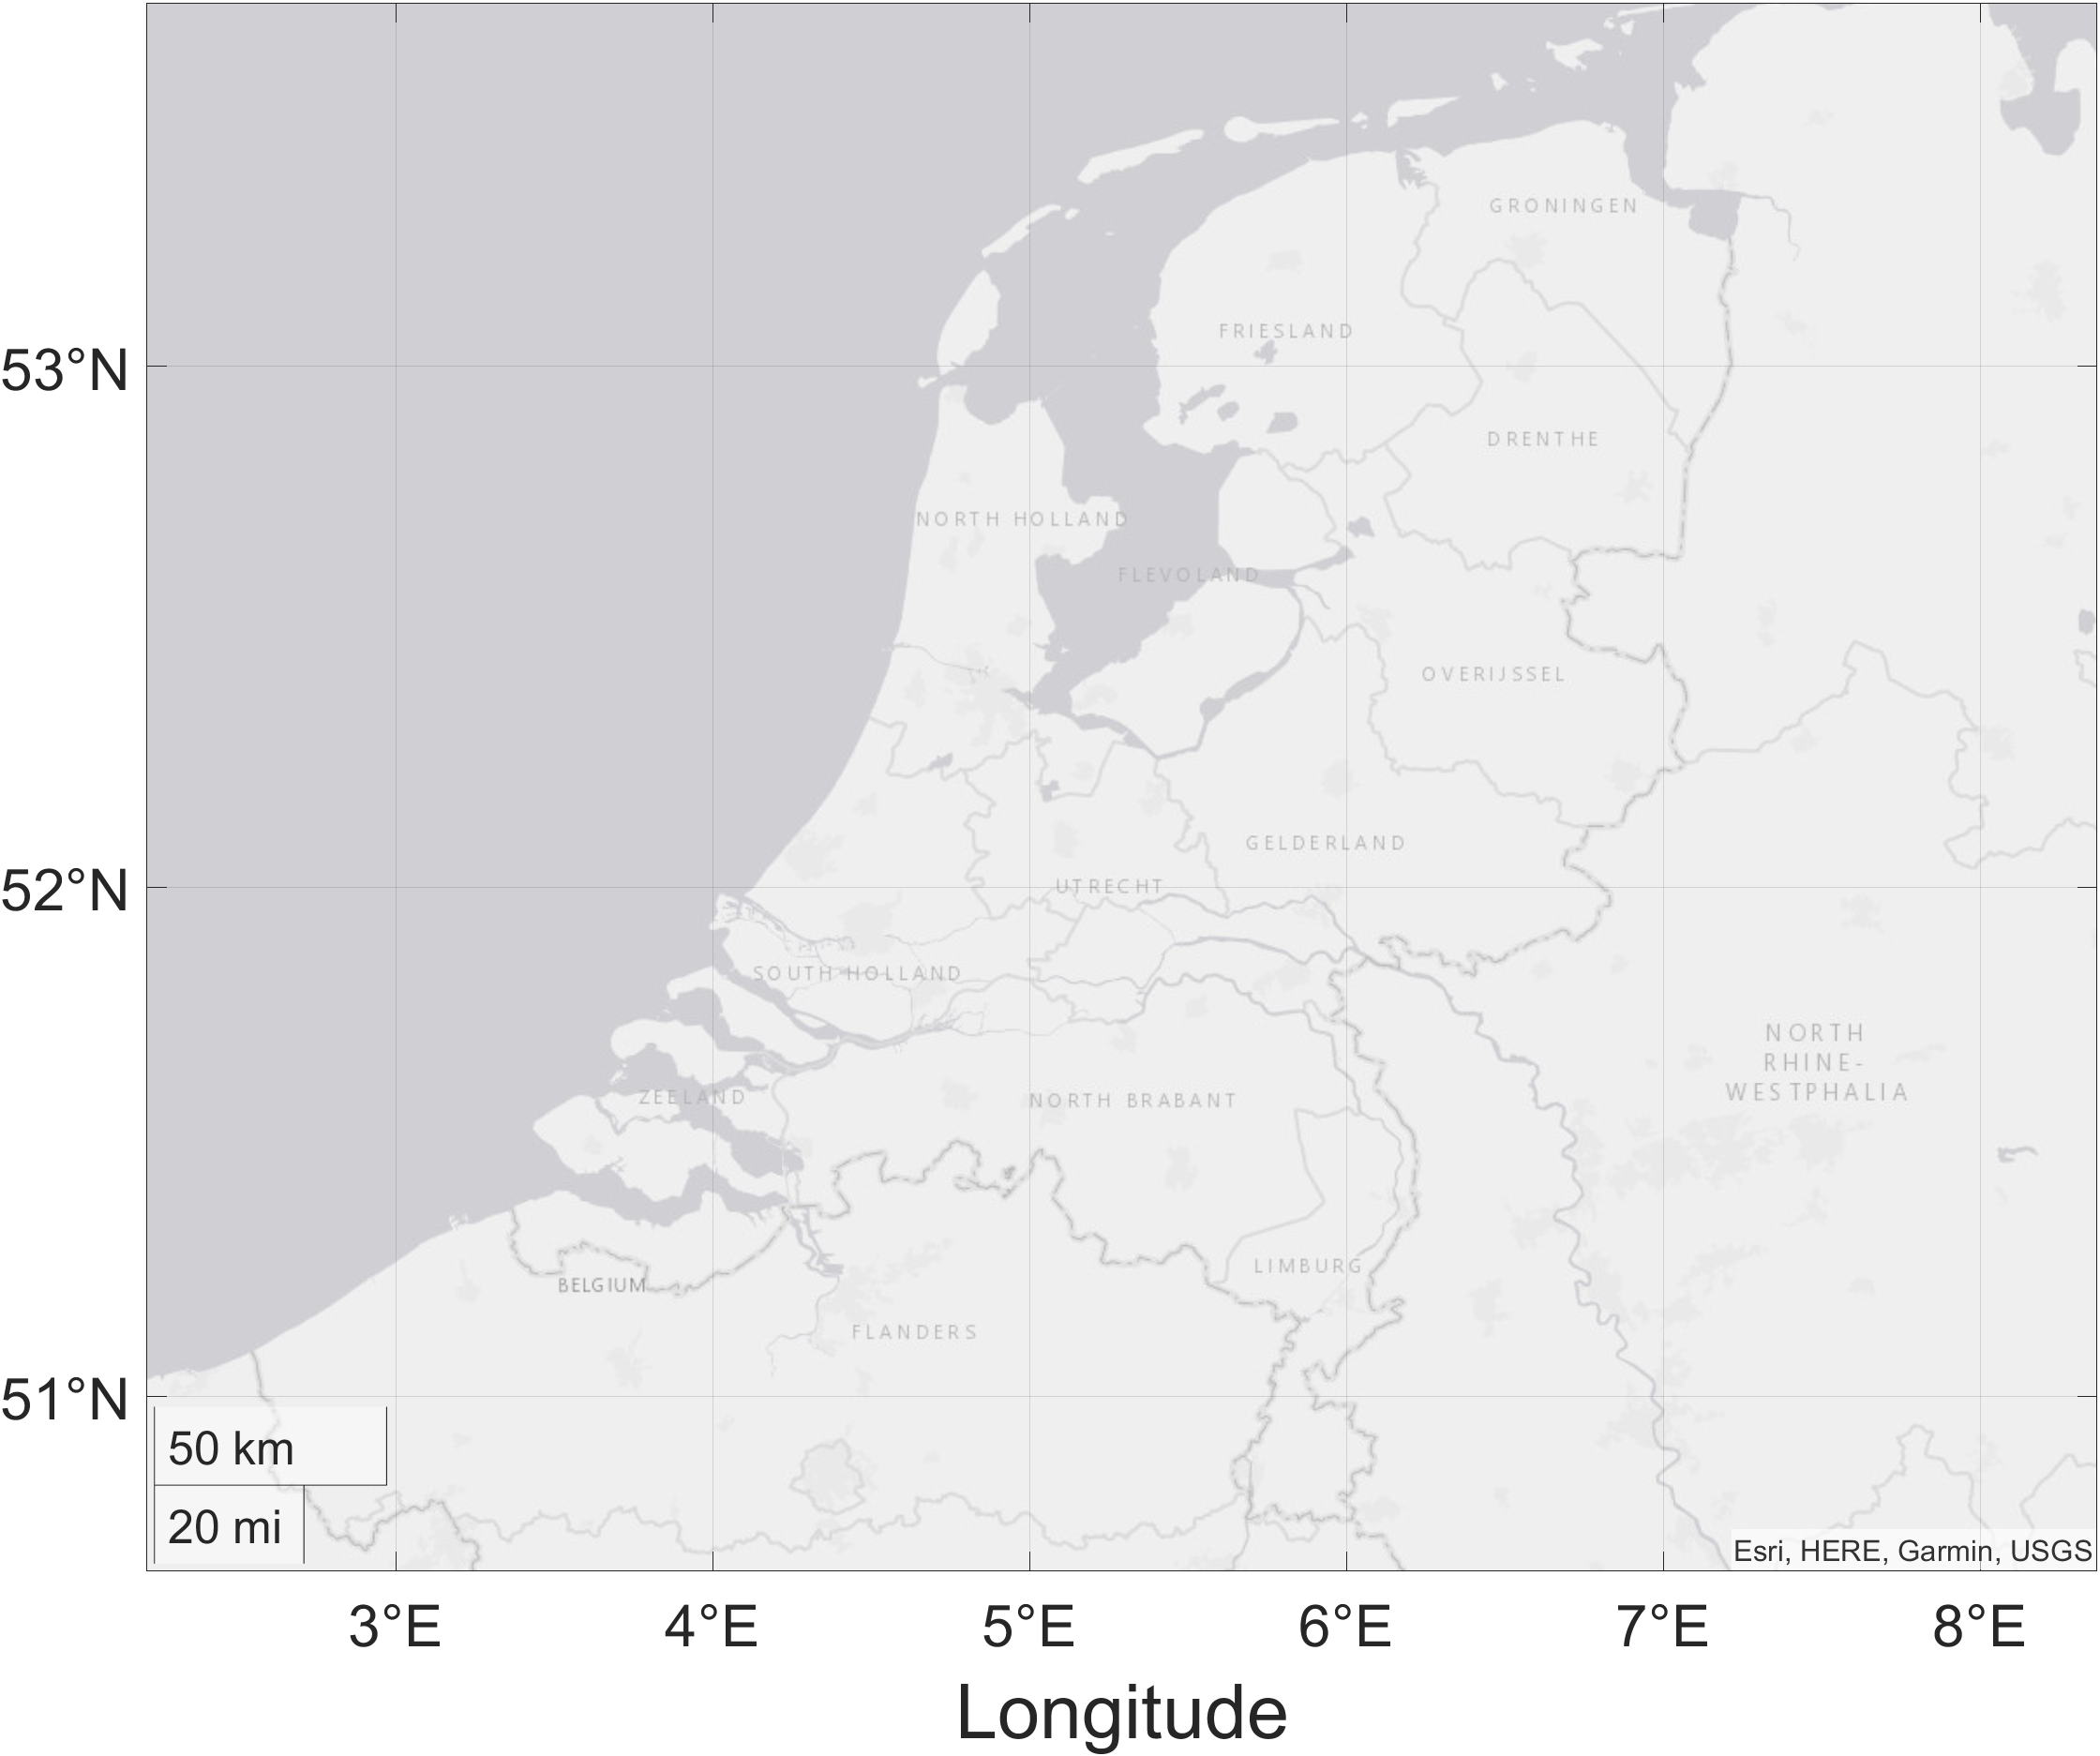 GRONINGEN
FRIESLAND
53°N
DRENTHE
NORTH HOLLAND
FLEVOLAND
OVERIJSSEL
GELDERLAND
52°N
UTRECHT
SOUTH HOLLAND
NORTH
RHINE-
WESTPHALIA
ZEELAND
NORTH BRABANT
LIMBURG
BELGIUM
FLANDERS
51°N
50 km
20 mi
Esri, HERE, Garmin, USGS
3°E 4°E 5°E 6°E 7°E 8°E
Longitude